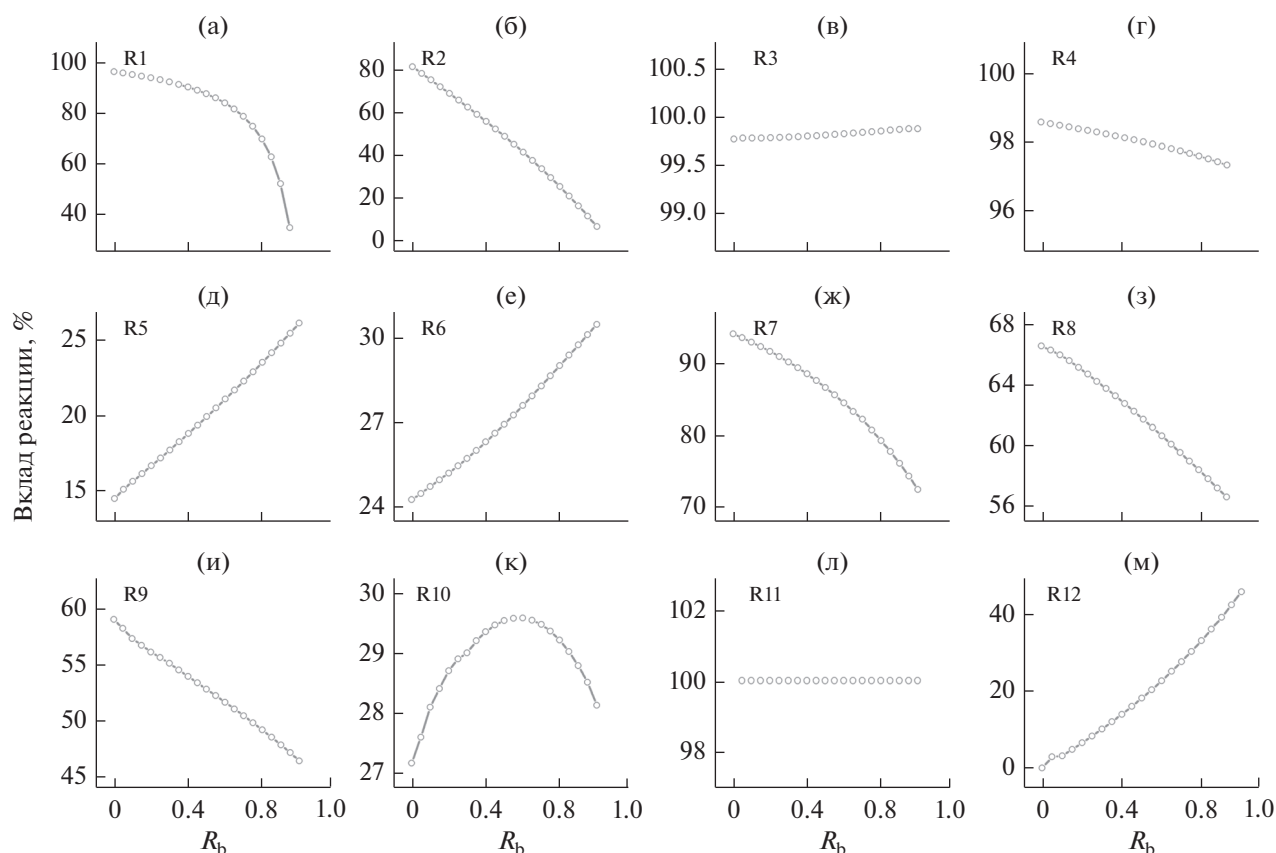 (а) (б) (в) (г)
R1 R2 R3 R4
100 80 100.5 100
80 60 100.0 98
60 40 99.5 96
40 20 99.0
0
(д) (е) (ж) (з)
R5 R6 R7 R8
25 30 90 68
20 27 80 64
15 24 70 60
56
Вклад реакции, %
(и) (к) (л) (м)
R9 R10 R11 R12
60 30 102 40
55 29 100 20
50 28 98 0
45 27
0 0.4 0.8 1.0 0 0.4 0.8 1.0 0 0.4 0.8 1.0 0 0.4 0.8 1.0
Rb Rb Rb Rb